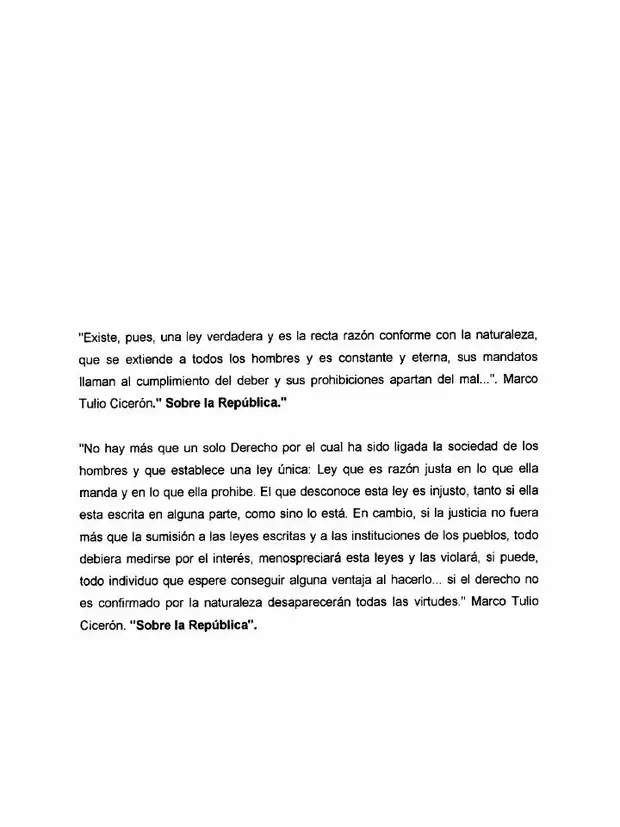 "Existe, pues, una ley verdadera y es la recta razón conforme con la naturaleza,
que se extiende a todos los hombres y es constante y eterna, sus mandatos
llaman al cumplimiento del deber y sus prohibiciones apartan del mal...". Marco
Tulio Cicerón." Sobre la República."
"No hay más que un solo Derecho por el cual ha sido ligada la sociedad de los
hombres y que establece una ley única: Ley que es razón justa en lo que ella
manda y en lo que ella prohibe. El que desconoce esta ley es injusto, tanto si ella
esta escrita en alguna parte, como sino lo está. En cambio, si la justicia no fuera
más que la sumisión a las leyes escritas y a las instituciones de los pueblos, todo
debiera medirse por el interés, menospreciará esta leyes y las violará, si puede,
todo individuo que espere conseguir alguna ventaja al hacerlo... si el derecho no
es confirmado por la naturaleza desaparecerán todas las virtudes." Marco Tulio
Cicerón. "Sobre la República".